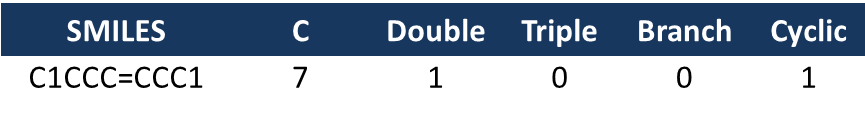 SMILES C Double Triple Branch Cyclic
C1CCC=CCC1 7 1 0 0 1